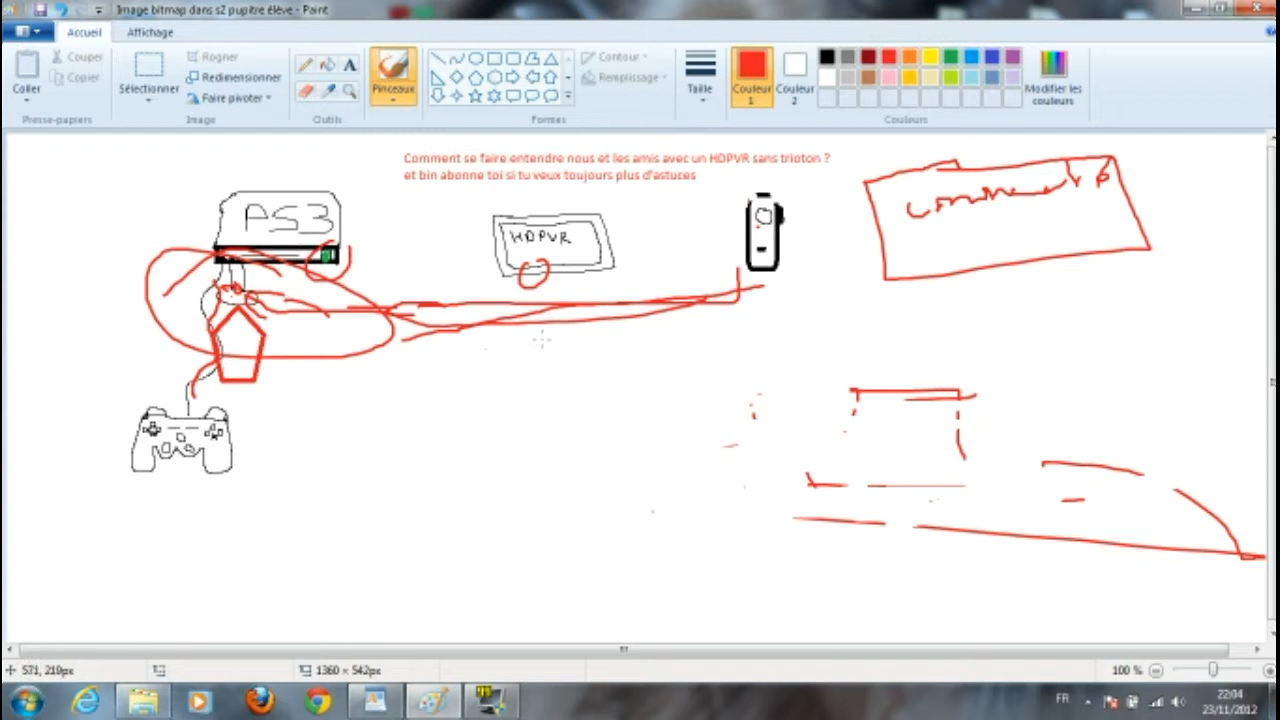 Image bitmap dans s2 pupitre élève - Paint
Accueil
Affichage
Coller
Couper
Copier
Presse-papiers
Sélectionner
Rogner
Redimensionner
Faire pivoter
Image
A
Outils
Pinceaux
Contour
Remplissage
Formes
Taille
Couleur 1
Couleur 2
Modifier les couleurs
Couleurs
Comment se faire entendre nous et les amis avec un HDPVR sans trioton ?
et bin abonne toi si tu veux toujours plus d'astuces
PS3
HDPVR
571, 219px
1360 × 542px
100 %
FR
22:04
23/11/2012